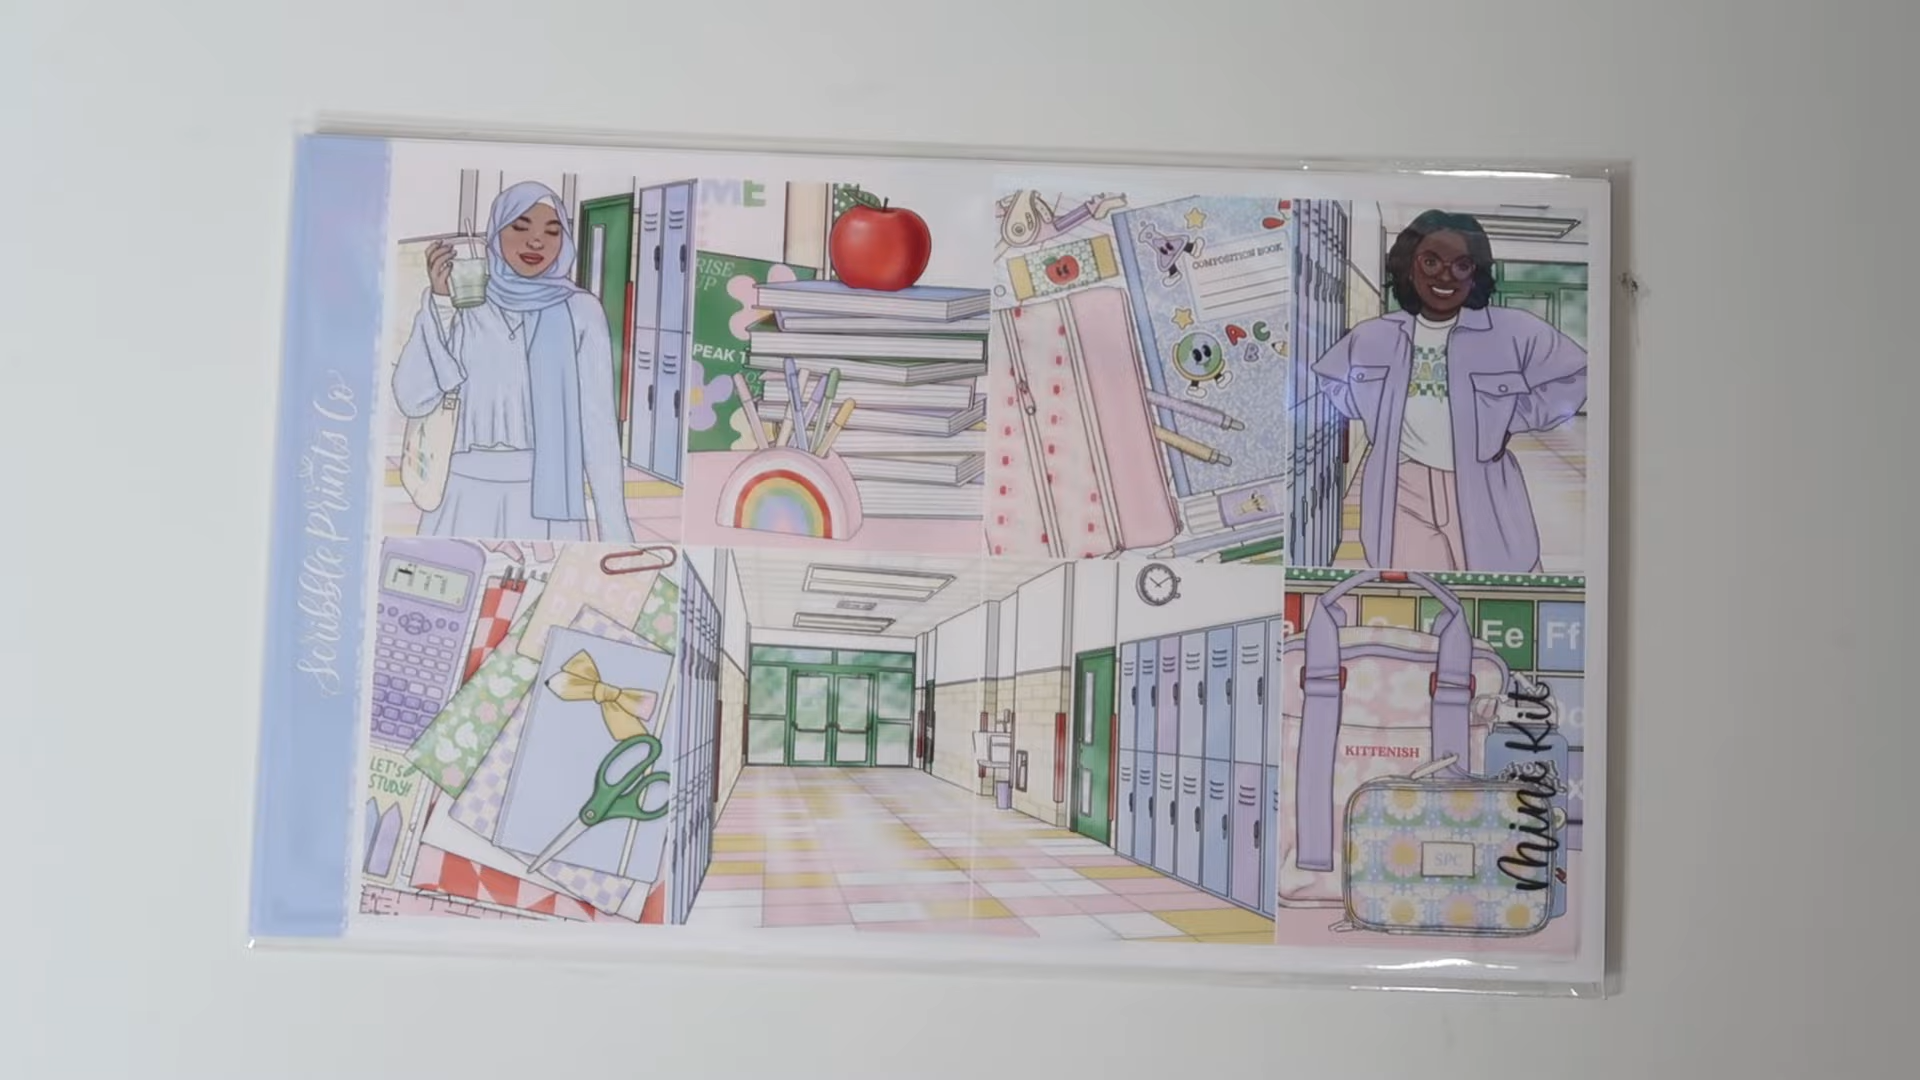 Scribble Prints Co
ME
RISE
UP
PEAK T
COMPOSITION BOOK
A B C
LET'S
STUDY!
KITTENISH
SPC
Ee Ff
Mini Kit